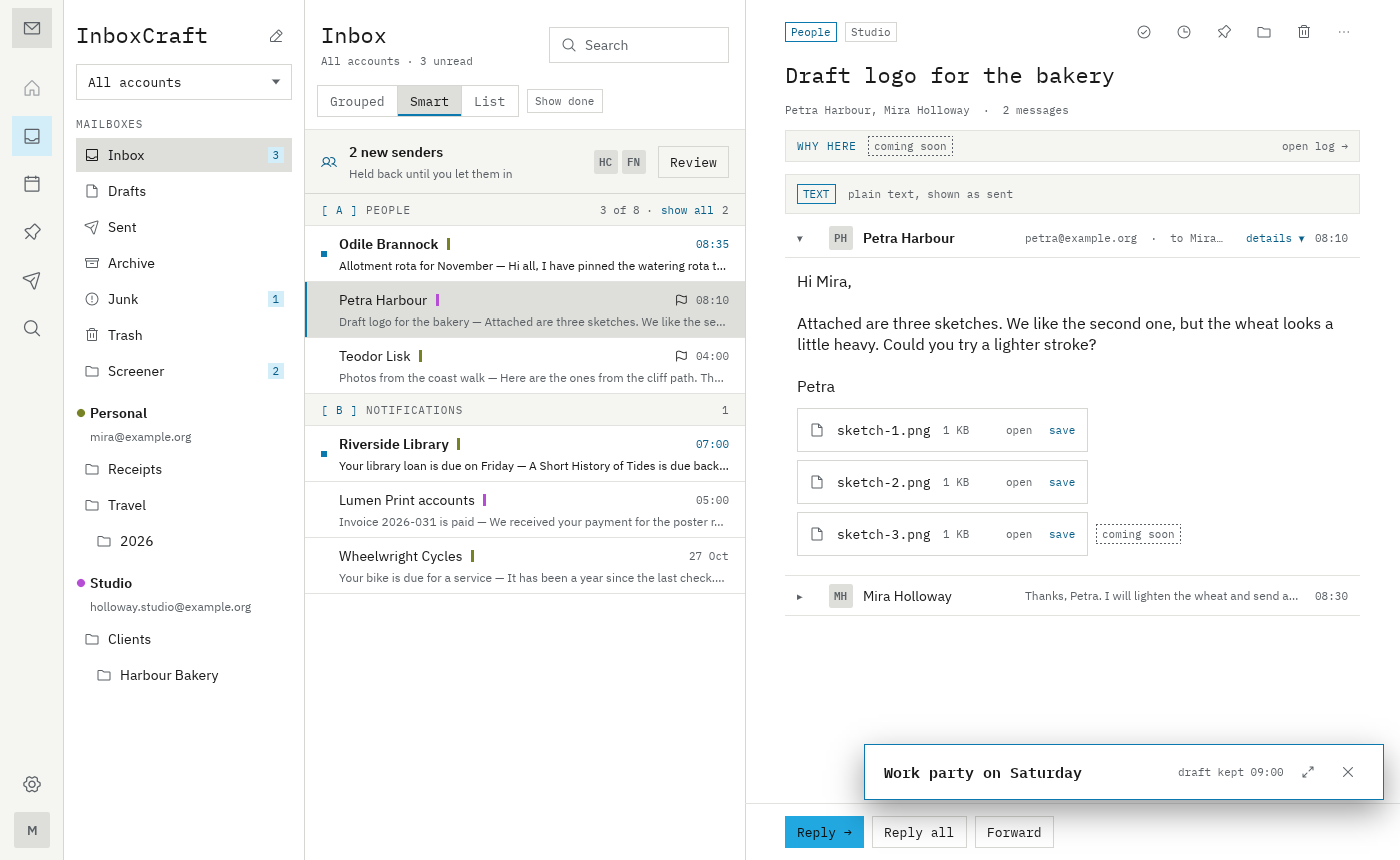 InboxCraft
All accounts
MAILBOXES
Inbox 3
Drafts
Sent
Archive
Junk 1
Trash
Screener 2
Personal
mira@example.org
Receipts
Travel
2026
Studio
holloway.studio@example.org
Clients
Harbour Bakery
M
Inbox
All accounts · 3 unread
Search
Grouped Smart List Show done
2 new senders
Held back until you let them in
HC FN Review
[ A ] PEOPLE 3 of 8 · show all 2
Odile Brannock 08:35
Allotment rota for November — Hi all, I have pinned the watering rota t…
Petra Harbour 08:10
Draft logo for the bakery — Attached are three sketches. We like the se…
Teodor Lisk 04:00
Photos from the coast walk — Here are the ones from the cliff path. Th…
[ B ] NOTIFICATIONS 1
Riverside Library 07:00
Your library loan is due on Friday — A Short History of Tides is due back…
Lumen Print accounts 05:00
Invoice 2026-031 is paid — We received your payment for the poster r…
Wheelwright Cycles 27 Oct
Your bike is due for a service — It has been a year since the last check.…
People Studio
Draft logo for the bakery
Petra Harbour, Mira Holloway · 2 messages
WHY HERE coming soon open log →
TEXT plain text, shown as sent
▾ PH Petra Harbour petra@example.org · to Mira… details ▾ 08:10
Hi Mira,
Attached are three sketches. We like the second one, but the wheat looks a
little heavy. Could you try a lighter stroke?
Petra
sketch-1.png 1 KB open save
sketch-2.png 1 KB open save
sketch-3.png 1 KB open save coming soon
▸ MH Mira Holloway Thanks, Petra. I will lighten the wheat and send a… 08:30
Work party on Saturday draft kept 09:00
Reply → Reply all Forward